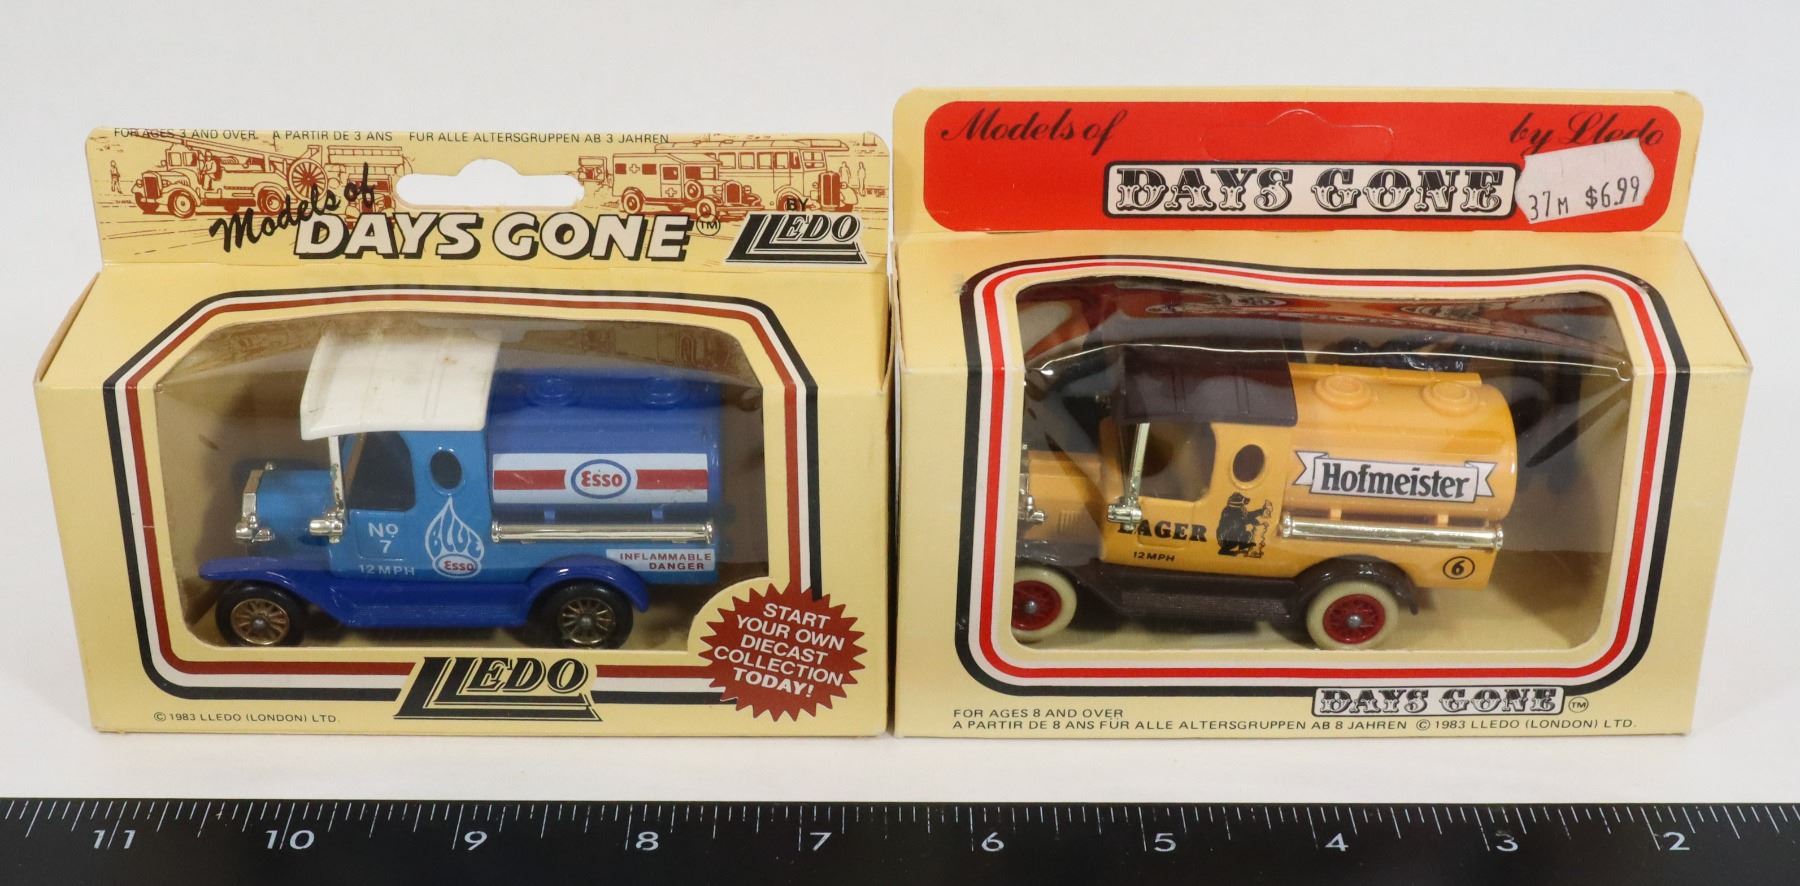 FOR AGES 3 AND OVER. A PARTIR DE 3 ANS FUR ALLE ALTERSGRUPPEN AB 3 JAHREN
Models of
DAYS GONE TM
BY
LLEDO
Esso
No
7
12MPH
BLUE
Esso
INFLAMMABLE
DANGER
START
YOUR OWN
DIECAST
COLLECTION
TODAY!
LLEDO
© 1983 LLEDO (LONDON) LTD.
Models of
by Lledo
DAYS GONE
37M $6.99
Hofmeister
LAGER
12MPH
6
DAYS GONE TM
FOR AGES 8 AND OVER
A PARTIR DE 8 ANS FÜR ALLE ALTERSGRUPPEN AB 8 JAHREN © 1983 LLEDO (LONDON) LTD.
11 10 9 8 7 6 5 4 3 2